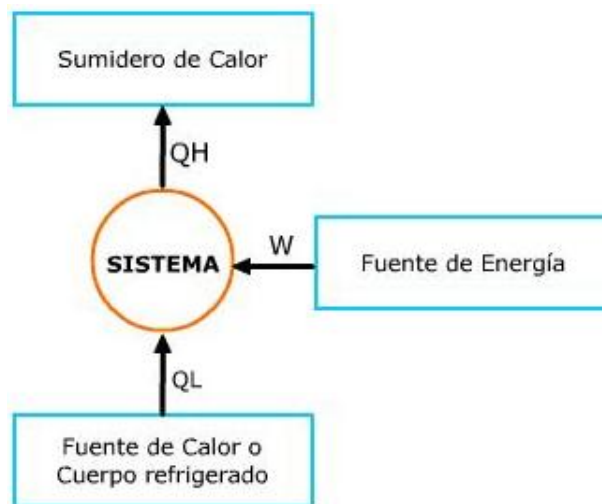 Sumidero de Calor
QH
SISTEMA
W
Fuente de Energía
QL
Fuente de Calor o
Cuerpo refrigerado